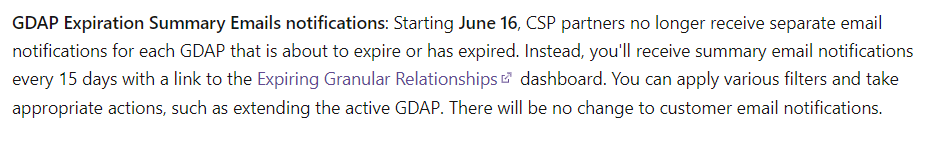 GDAP Expiration Summary Emails notifications: Starting June 16, CSP partners no longer receive separate email
notifications for each GDAP that is about to expire or has expired. Instead, you'll receive summary email notifications
every 15 days with a link to the Expiring Granular Relationships dashboard. You can apply various filters and take
appropriate actions, such as extending the active GDAP. There will be no change to customer email notifications.